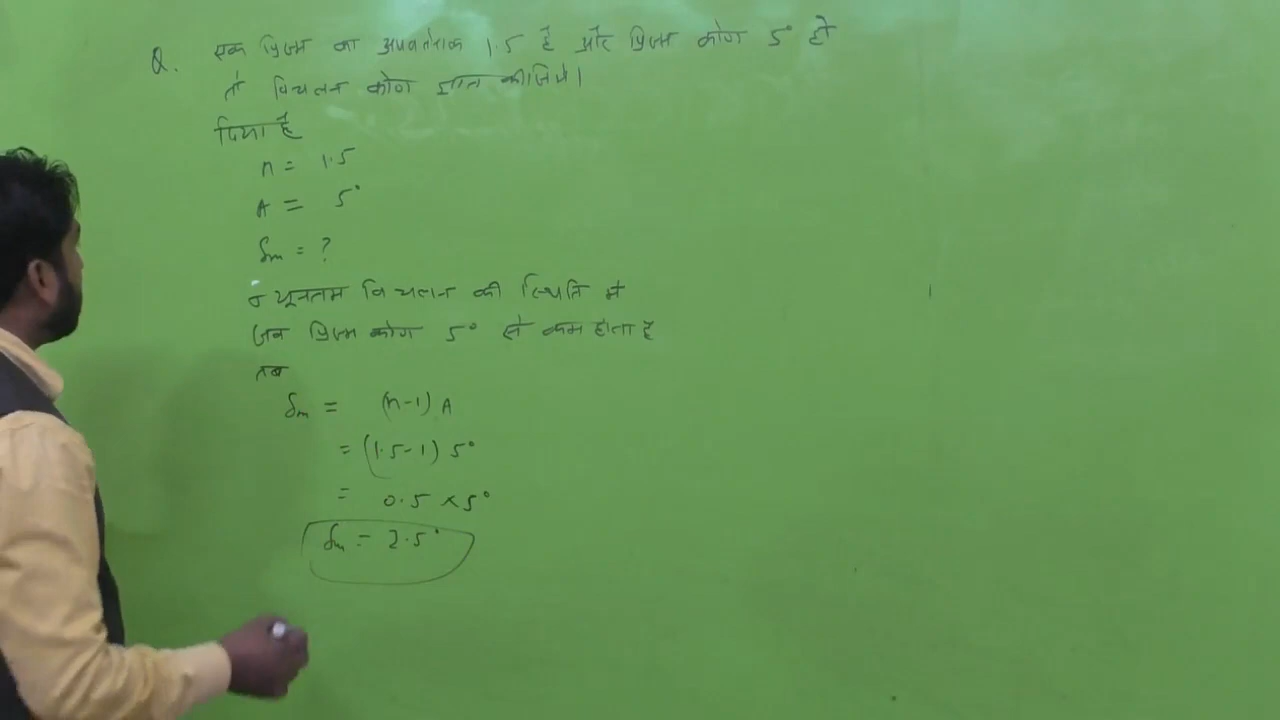 Q. एक प्रिज्म का अपवर्तनांक 1.5 है और प्रिज्म कोण 5° हो
तो विचलन कोण ज्ञात कीजिये।
दिया है
n = 1.5
A = 5°
δm = ?
न्यूनतम विचलन की स्थिति में
जब प्रिज्म कोण 5° से कम होता है
तब
δm = (n-1) A
= (1.5-1) 5°
= 0.5 × 5°
δm = 2.5°